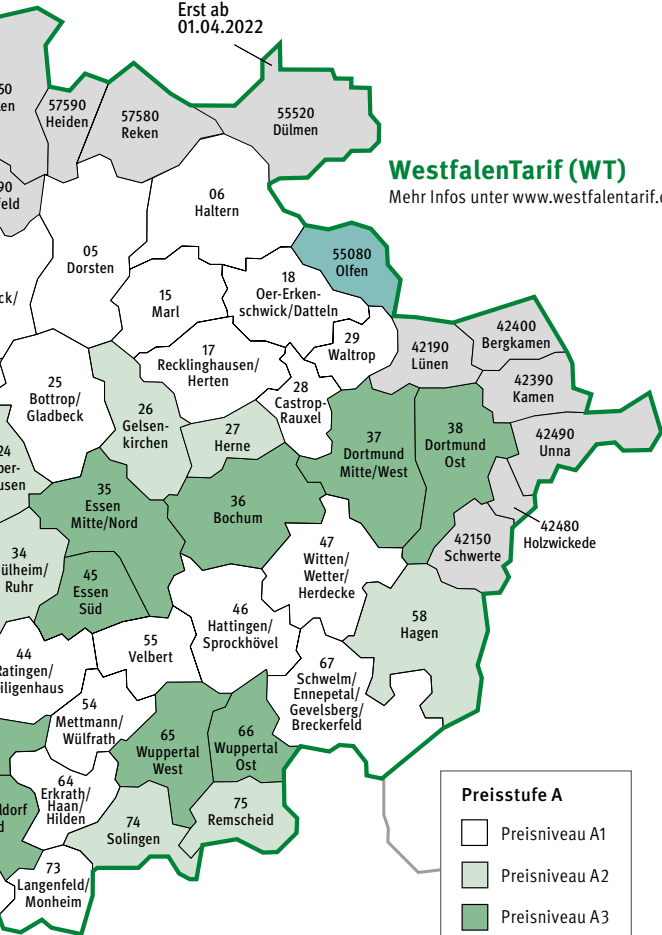 Erst ab
01.04.2022
57590
Heiden
57580
Reken
55520
Dülmen
WestfalenTarif (WT)
Mehr Infos unter www.westfalentarif.
06
Haltern
05
Dorsten
55080
Olfen
15
Marl
18
Oer-Erken-
schwick/Datteln
29
Waltrop
42190
Lünen
42400
Bergkamen
42390
Kamen
42490
Unna
17
Recklinghausen/
Herten
28
Castrop-
Rauxel
25
Bottrop/
Gladbeck
26
Gelsen-
kirchen
27
Herne
37
Dortmund
Mitte/West
38
Dortmund
Ost
35
Essen
Mitte/Nord
36
Bochum
42480
Holzwickede
42150
Schwerte
34
ülheim/
Ruhr
45
Essen
Süd
47
Witten/
Wetter/
Herdecke
46
Hattingen/
Sprockhövel
58
Hagen
44
Ratingen/
iligenhaus
55
Velbert
67
Schwelm/
Ennepetal/
Gevelsberg/
Breckerfeld
54
Mettmann/
Wülfrath
65
Wuppertal
West
66
Wuppertal
Ost
64
Erkrath/
Haan/
Hilden
74
Solingen
75
Remscheid
73
Langenfeld/
Monheim
Preisstufe A
Preisniveau A1
Preisniveau A2
Preisniveau A3